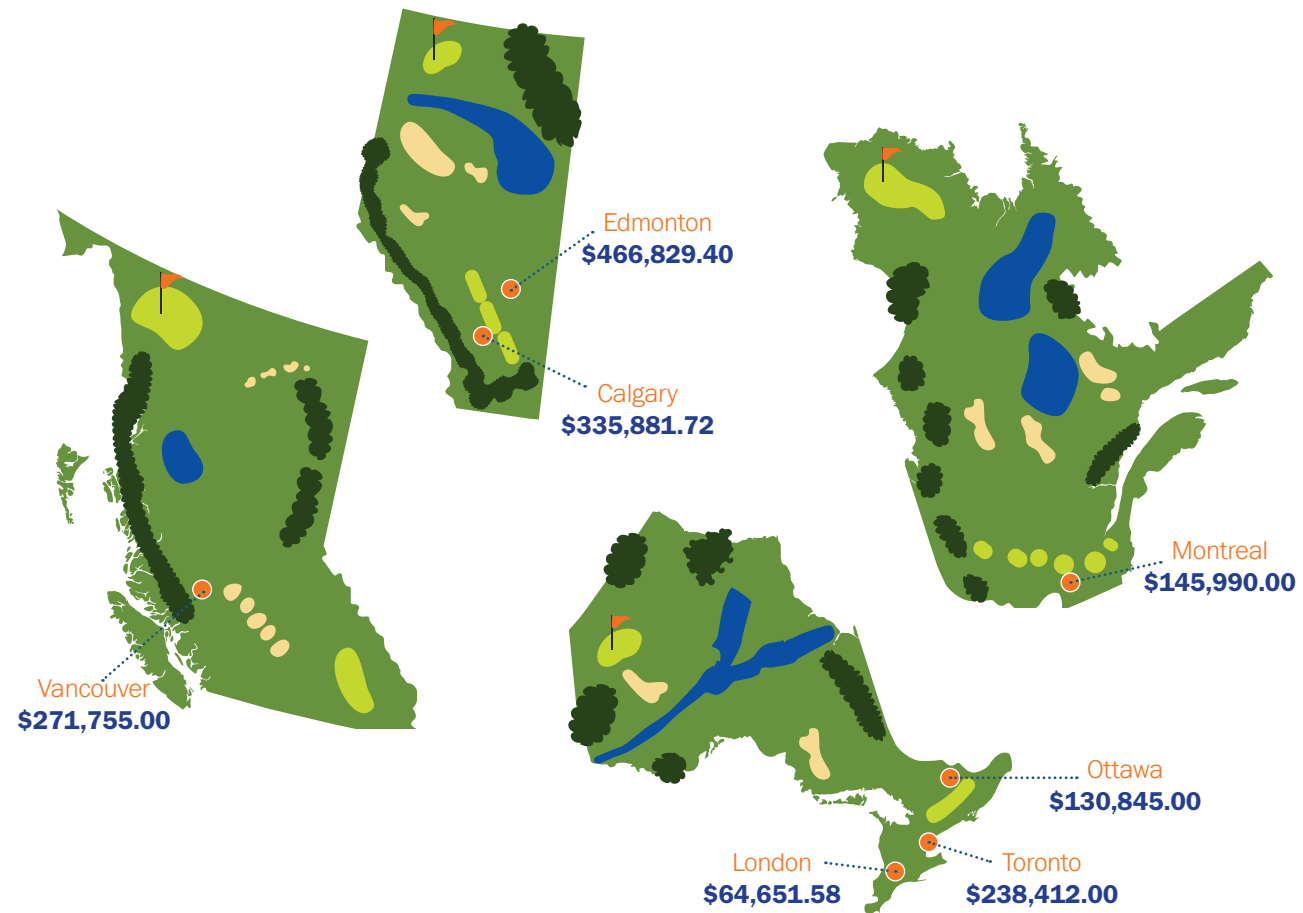 Edmonton
$466,829.40
Calgary
$335,881.72
Montreal
$145,990.00
Vancouver
$271,755.00
Ottawa
$130,845.00
London
$64,651.58
Toronto
$238,412.00